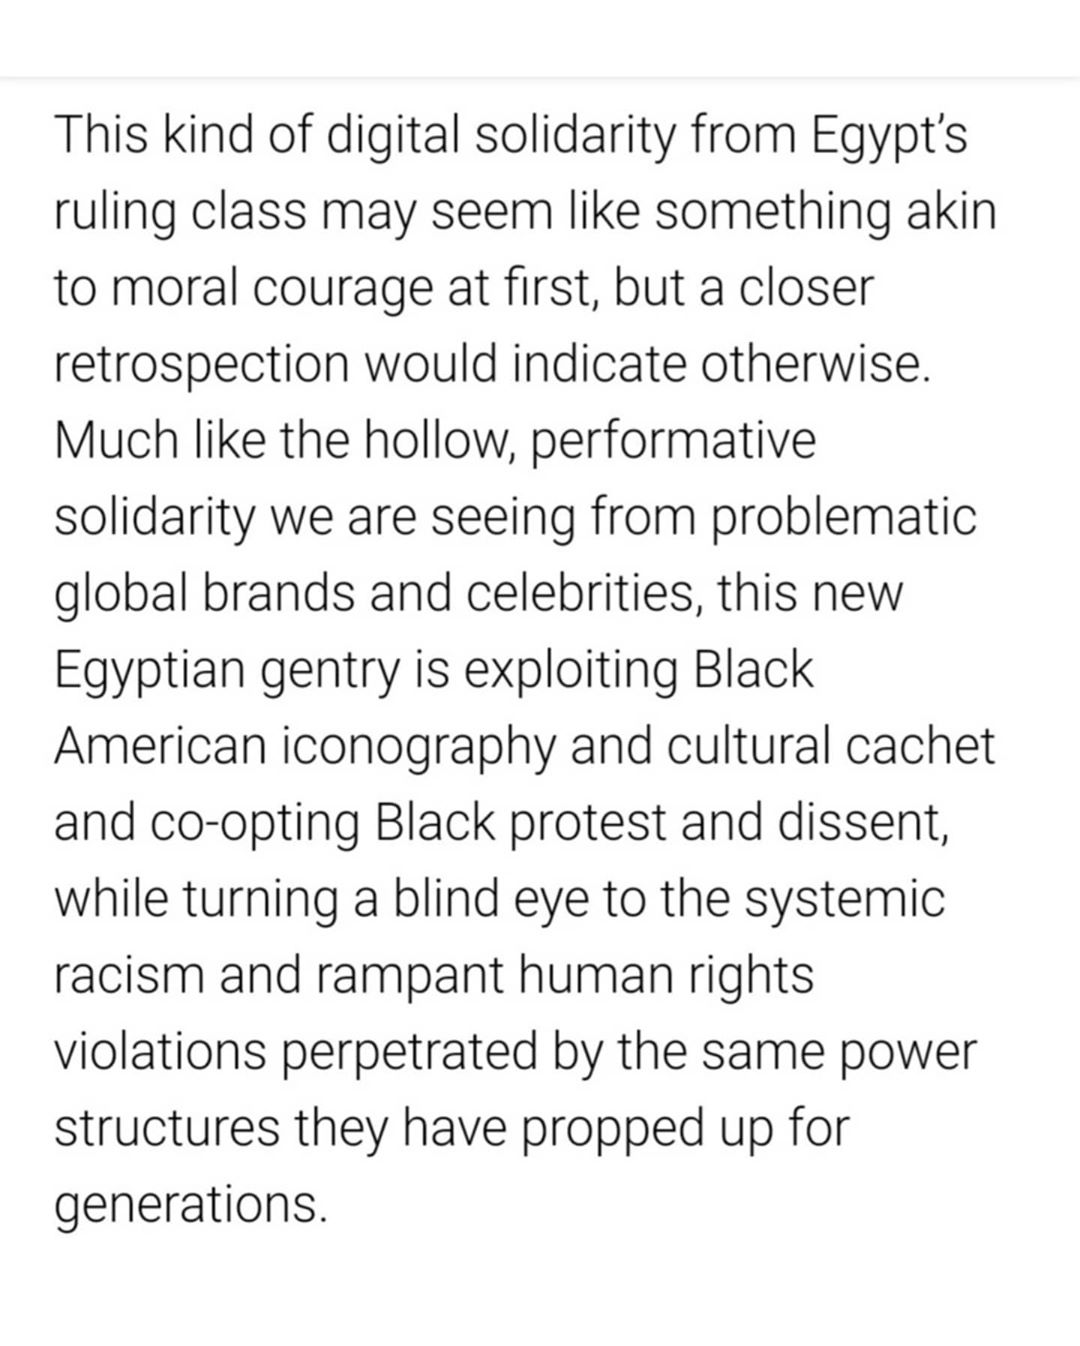 This kind of digital solidarity from Egypt’s
ruling class may seem like something akin
to moral courage at first, but a closer
retrospection would indicate otherwise.
Much like the hollow, performative
solidarity we are seeing from problematic
global brands and celebrities, this new
Egyptian gentry is exploiting Black
American iconography and cultural cachet
and co-opting Black protest and dissent,
while turning a blind eye to the systemic
racism and rampant human rights
violations perpetrated by the same power
structures they have propped up for
generations.